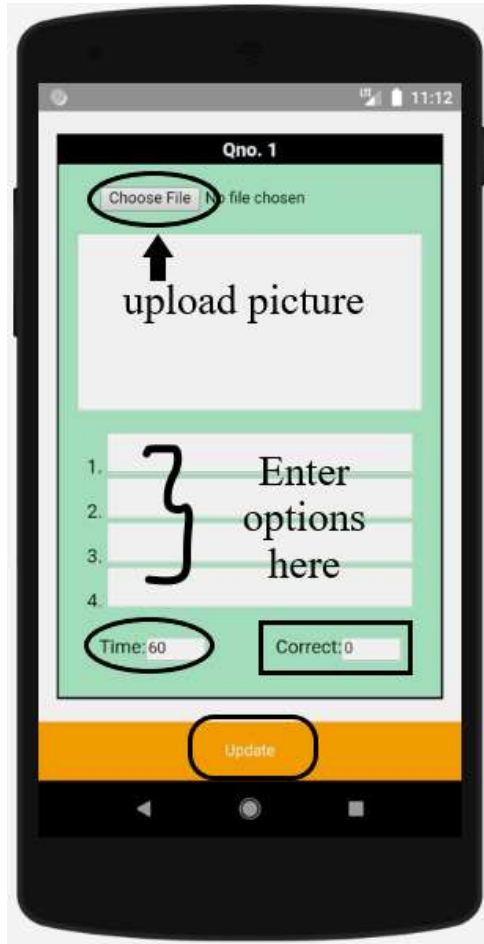 11:12
Qno. 1
Choose File No file chosen
upload picture
1.
2.
3.
4.
Enter
options
here
Time: 60 Correct: 0
Update